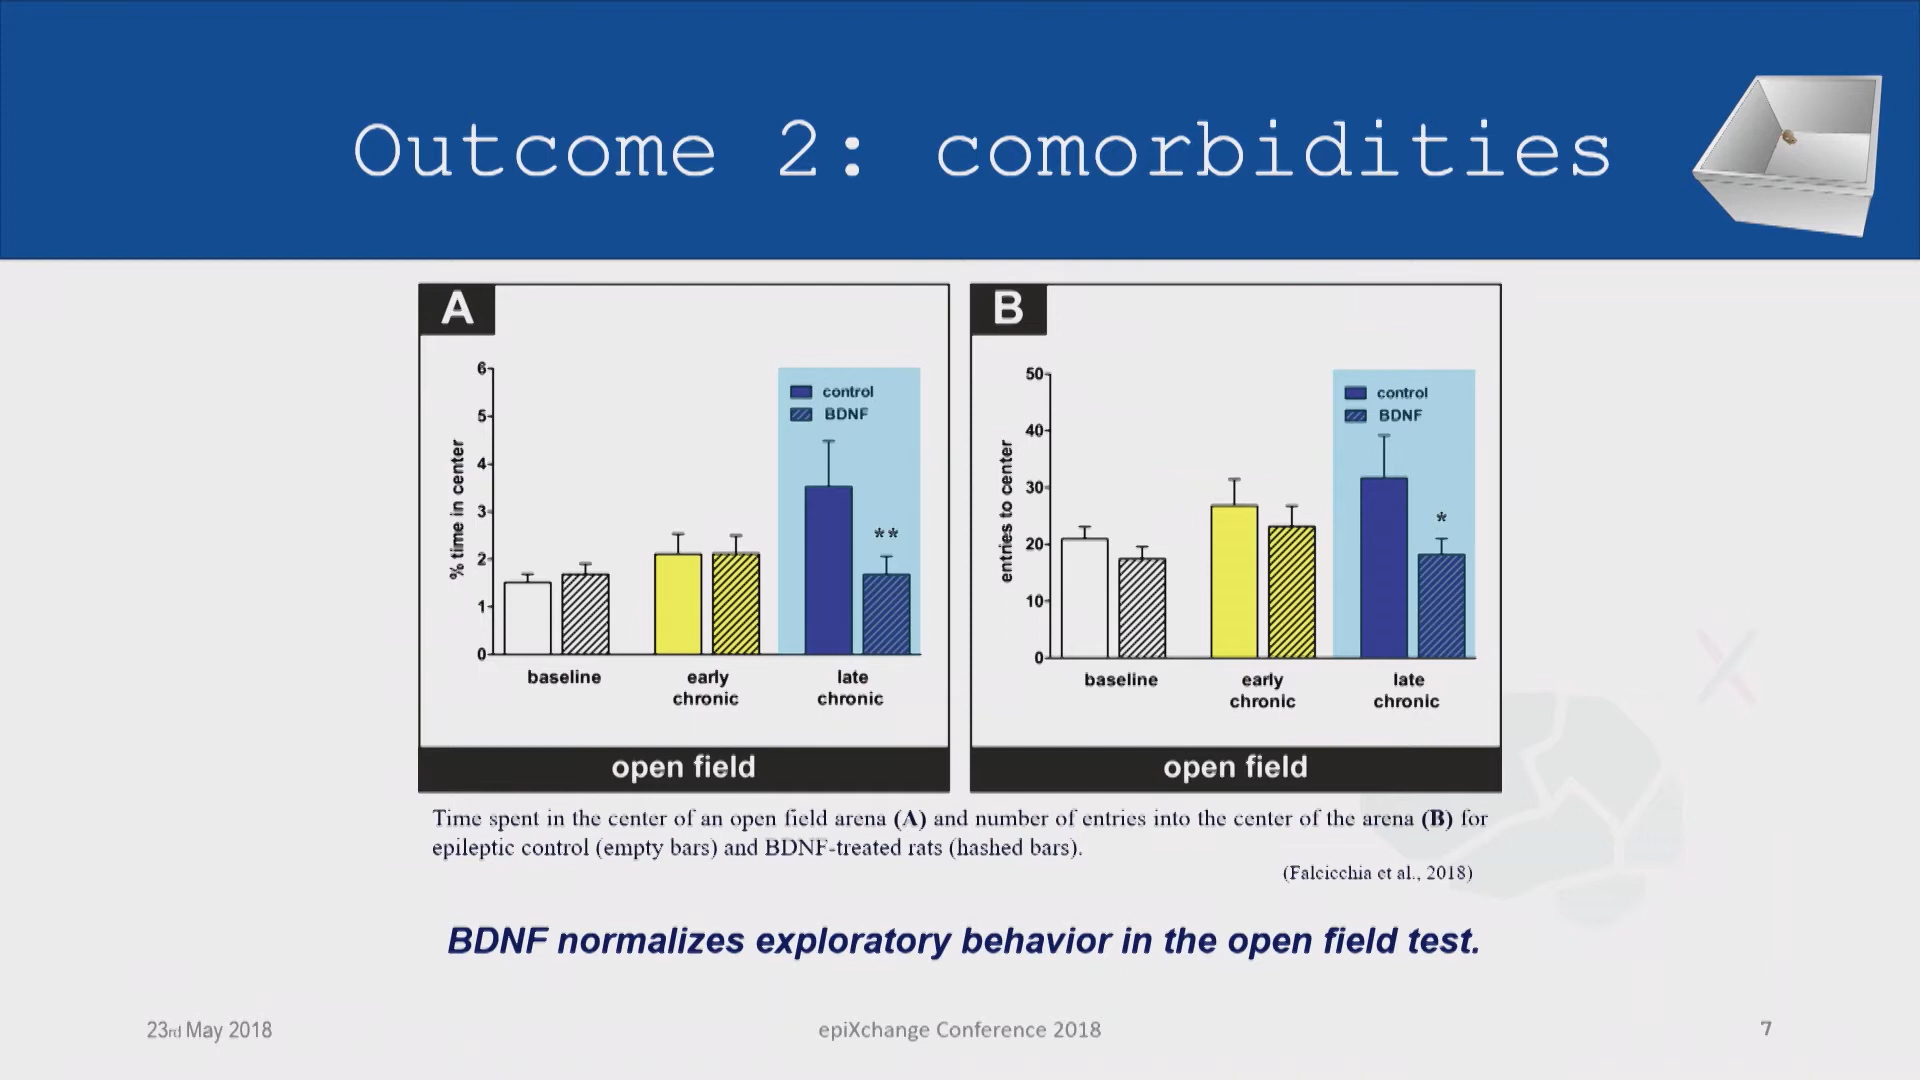 Outcome 2: comorbidities
A
6
5
4
3
2
1
0
% time in center
control
BDNF
**
baseline
early
chronic
late
chronic
open field
B
50
40
30
20
10
0
entries to center
control
BDNF
*
baseline
early
chronic
late
chronic
open field
Time spent in the center of an open field arena (A) and number of entries into the center of the arena (B) for
epileptic control (empty bars) and BDNF-treated rats (hashed bars).
(Falcicchia et al., 2018)
BDNF normalizes exploratory behavior in the open field test.
23rd May 2018
epiXchange Conference 2018
7